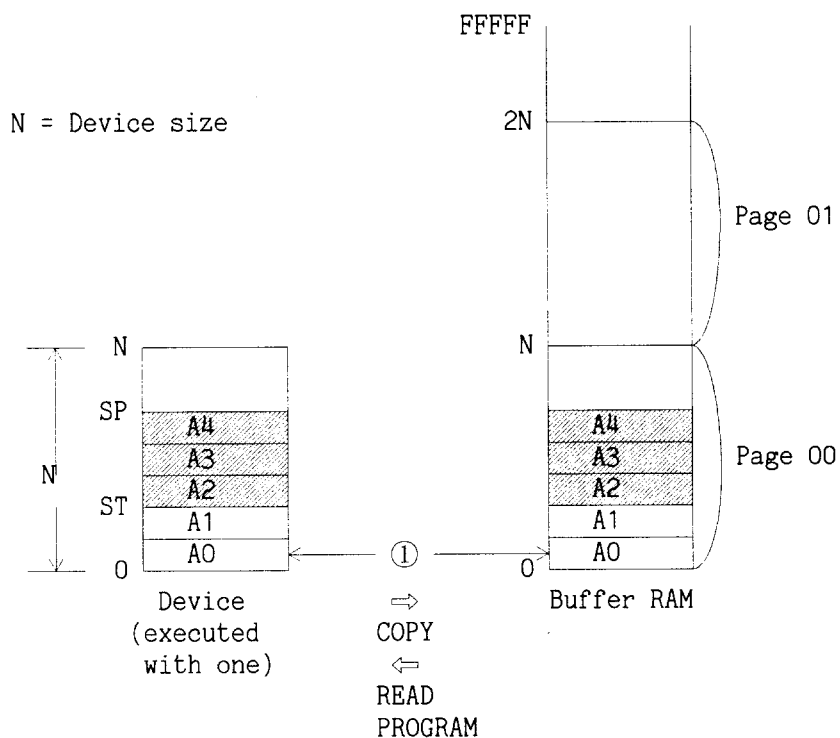 FFFFF
N = Device size
2N
Page 01
N
N
SP
A4
A4
A3
A3
N
Page 00
A2
A2
ST
A1
A1
A0
①
A0
0
0
Device
(executed
with one)
⇨
COPY
⇦
READ
PROGRAM
Buffer RAM